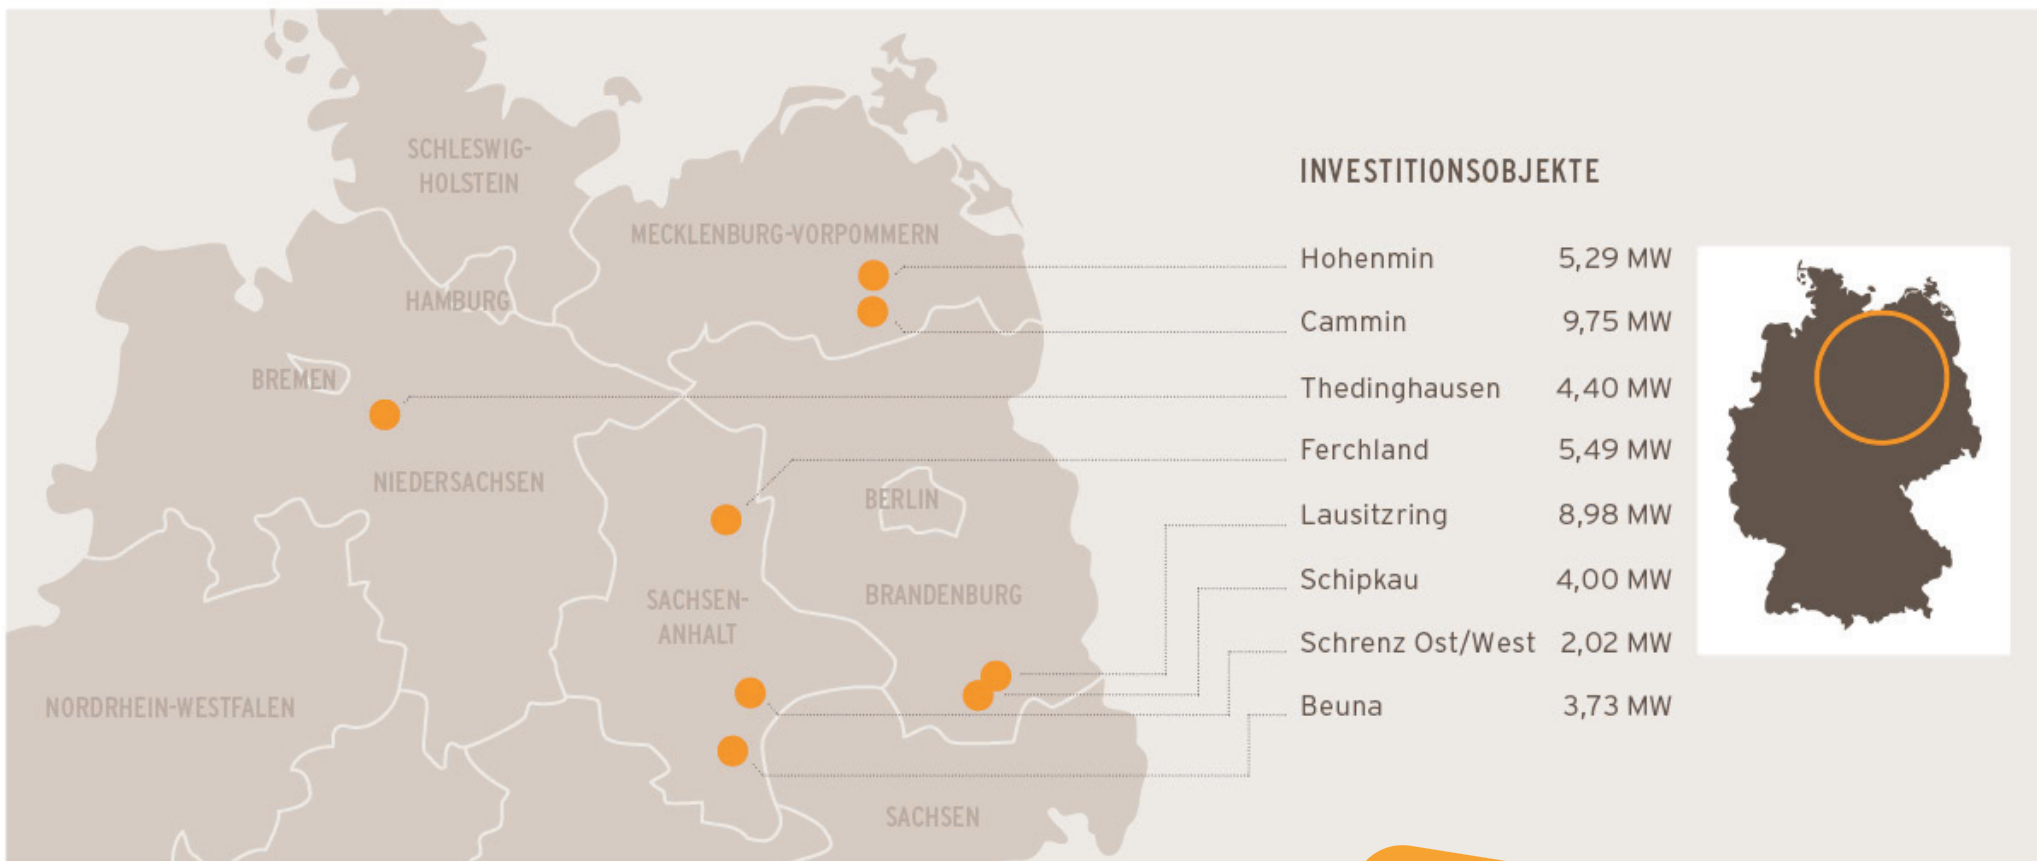 SCHLESWIG-
HOLSTEIN
MECKLENBURG-VORPOMMERN
HAMBURG
BREMEN
NIEDERSACHSEN
BERLIN
SACHSEN-
ANHALT
BRANDENBURG
NORDRHEIN-WESTFALEN
SACHSEN
INVESTITIONSOBJEKTE
Hohenmin 5,29 MW
Cammin 9,75 MW
Thedinghausen 4,40 MW
Ferchland 5,49 MW
Lausitzring 8,98 MW
Schipkau 4,00 MW
Schrenz Ost/West 2,02 MW
Beuna 3,73 MW